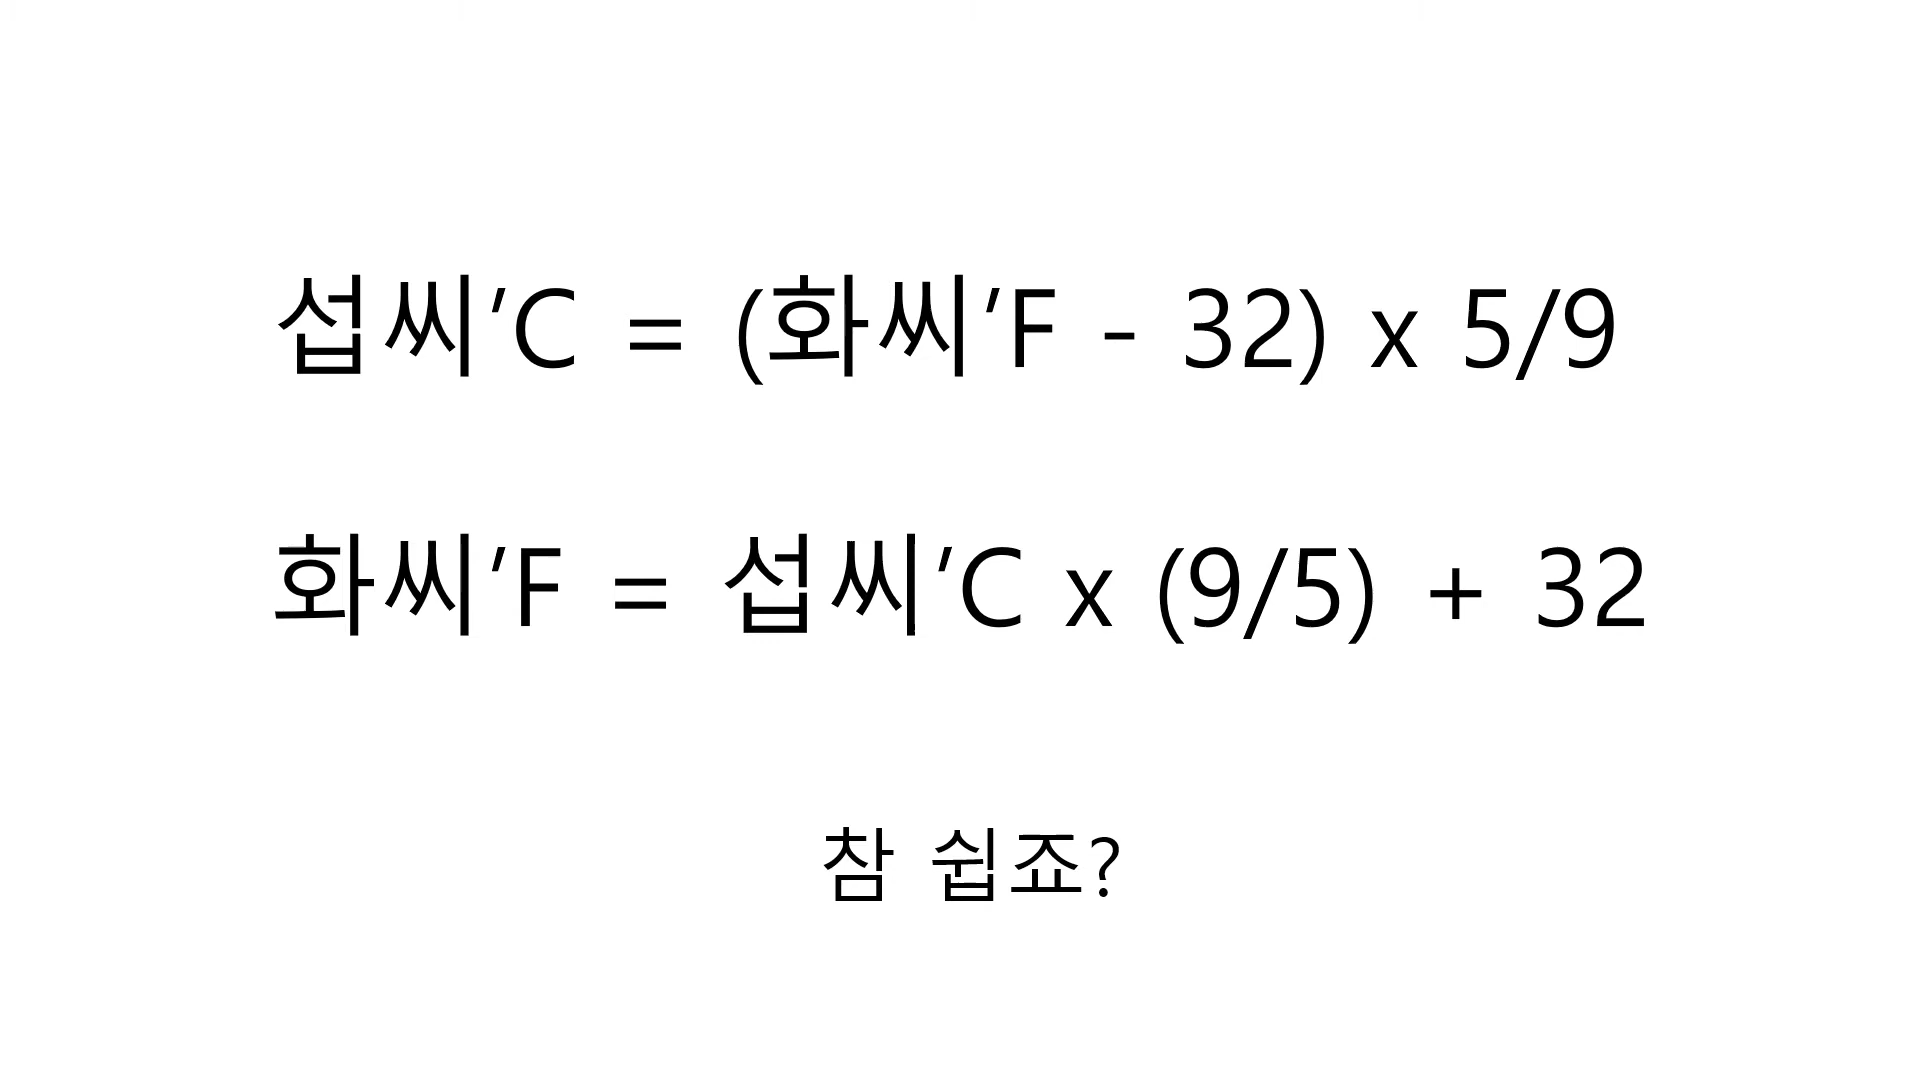 섭씨′C = (화씨′F - 32) x 5/9
화씨′F = 섭씨′C x (9/5) + 32
참 쉽죠?